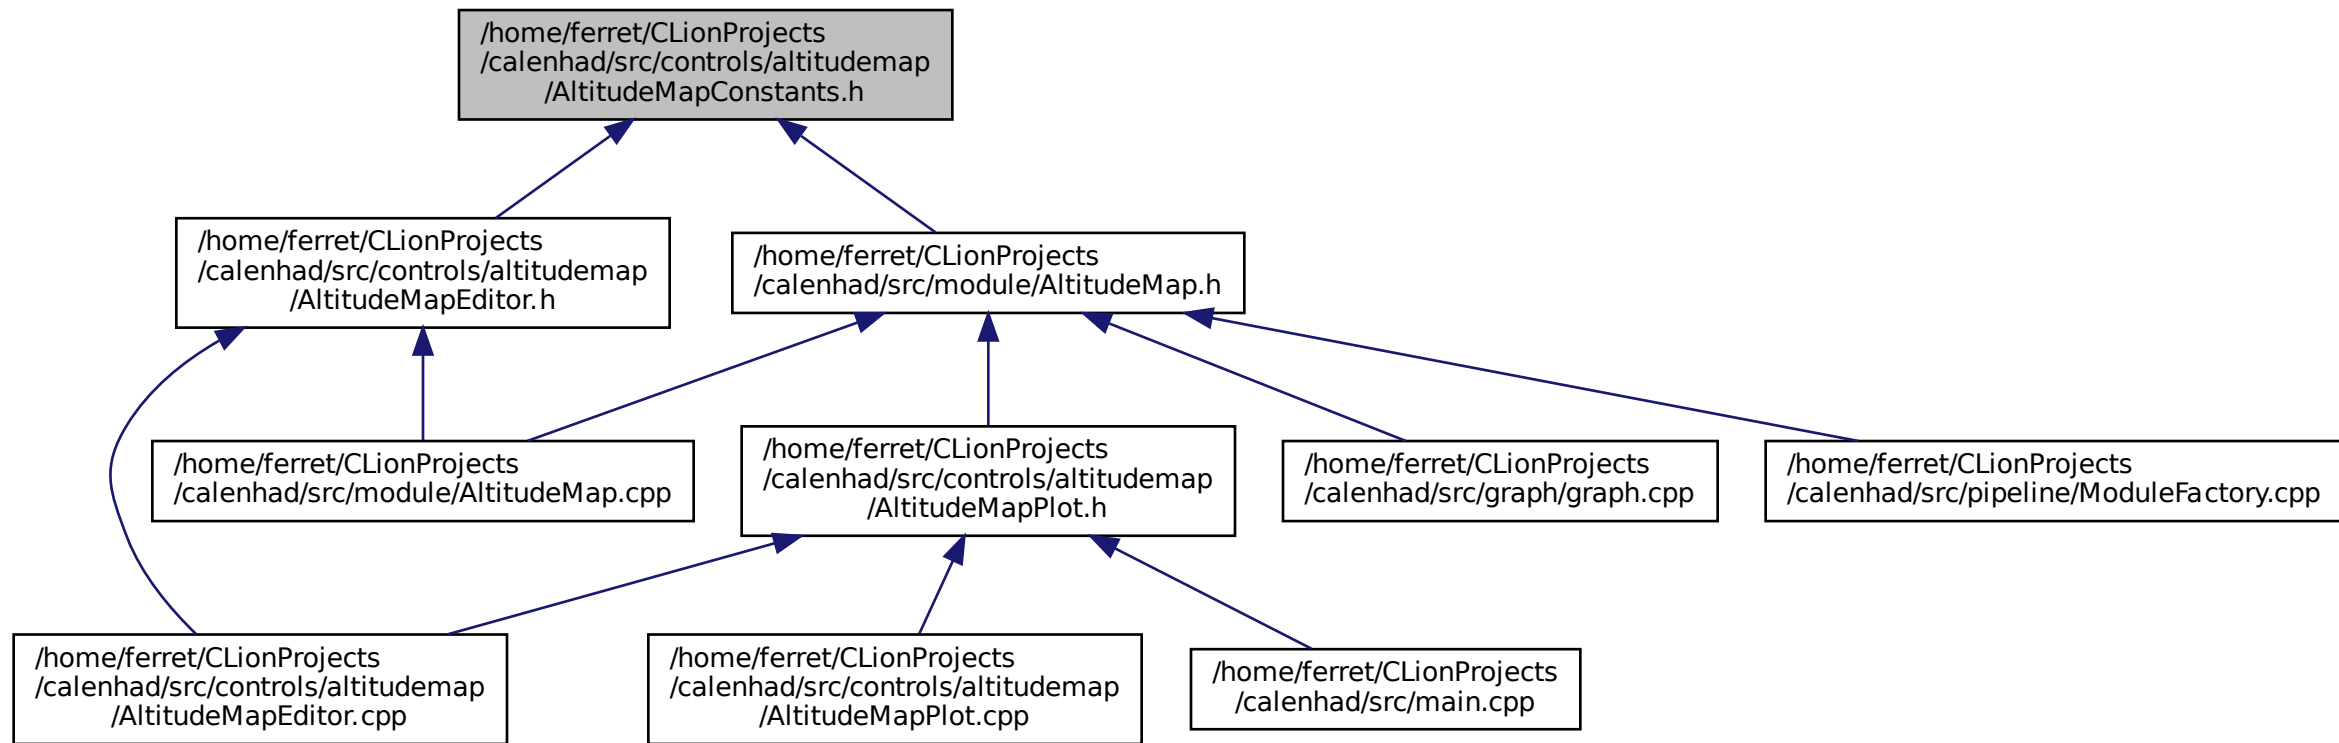 /home/ferret/CLionProjects
/calenhad/src/controls/altitudemap
/AltitudeMapConstants.h
/home/ferret/CLionProjects
/calenhad/src/controls/altitudemap
/AltitudeMapEditor.h
/home/ferret/CLionProjects
/calenhad/src/module/AltitudeMap.h
/home/ferret/CLionProjects
/calenhad/src/module/AltitudeMap.cpp
/home/ferret/CLionProjects
/calenhad/src/controls/altitudemap
/AltitudeMapPlot.h
/home/ferret/CLionProjects
/calenhad/src/graph/graph.cpp
/home/ferret/CLionProjects
/calenhad/src/pipeline/ModuleFactory.cpp
/home/ferret/CLionProjects
/calenhad/src/controls/altitudemap
/AltitudeMapEditor.cpp
/home/ferret/CLionProjects
/calenhad/src/controls/altitudemap
/AltitudeMapPlot.cpp
/home/ferret/CLionProjects
/calenhad/src/main.cpp